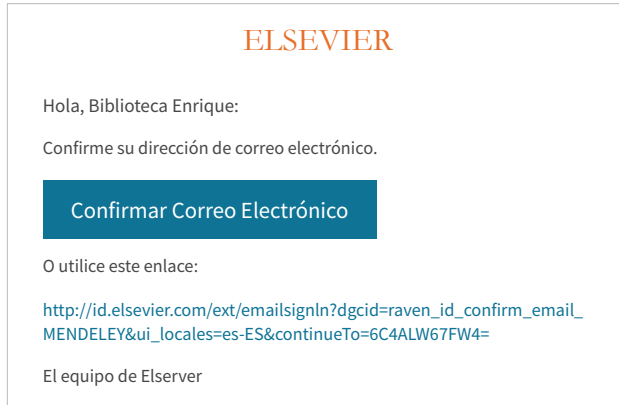 ELSEVIER
Hola, Biblioteca Enrique:
Confirme su dirección de correo electrónico.
Confirmar Correo Electrónico
O utilice este enlace:
http://id.elsevier.com/ext/emailsignln?dgcid=raven_id_confirm_email_
MENDELEY&ui_locales=es-ES&continueTo=6C4ALW67FW4=
El equipo de Elserver